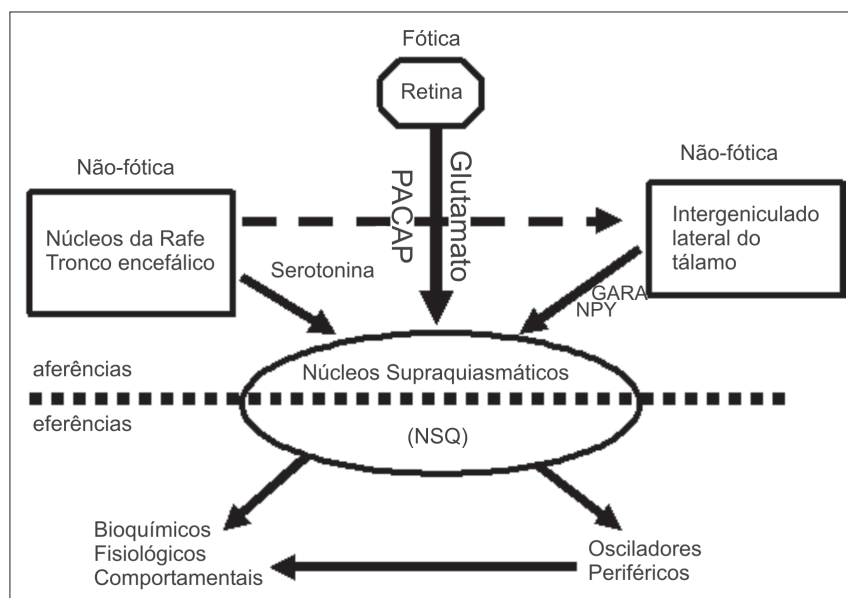 Fótica
Retina
Não-fótica
Não-fótica
Núcleos da Rafe
Tronco encefálico
Intergeniculado
lateral do
tálamo
Glutamato
PACAP
Serotonina
GARA
NPY
aferências
Núcleos Supraquiasmáticos
eferências
(NSQ)
Bioquímicos
Fisiológicos
Comportamentais
Osciladores
Periféricos